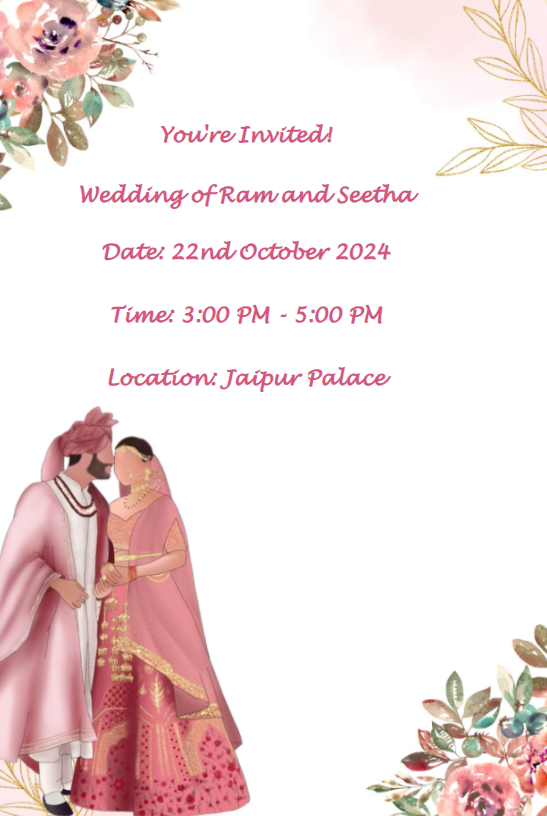 You're Invited!
Wedding of Ram and Seetha
Date: 22nd October 2024
Time: 3:00 PM - 5:00 PM
Location: Jaipur Palace